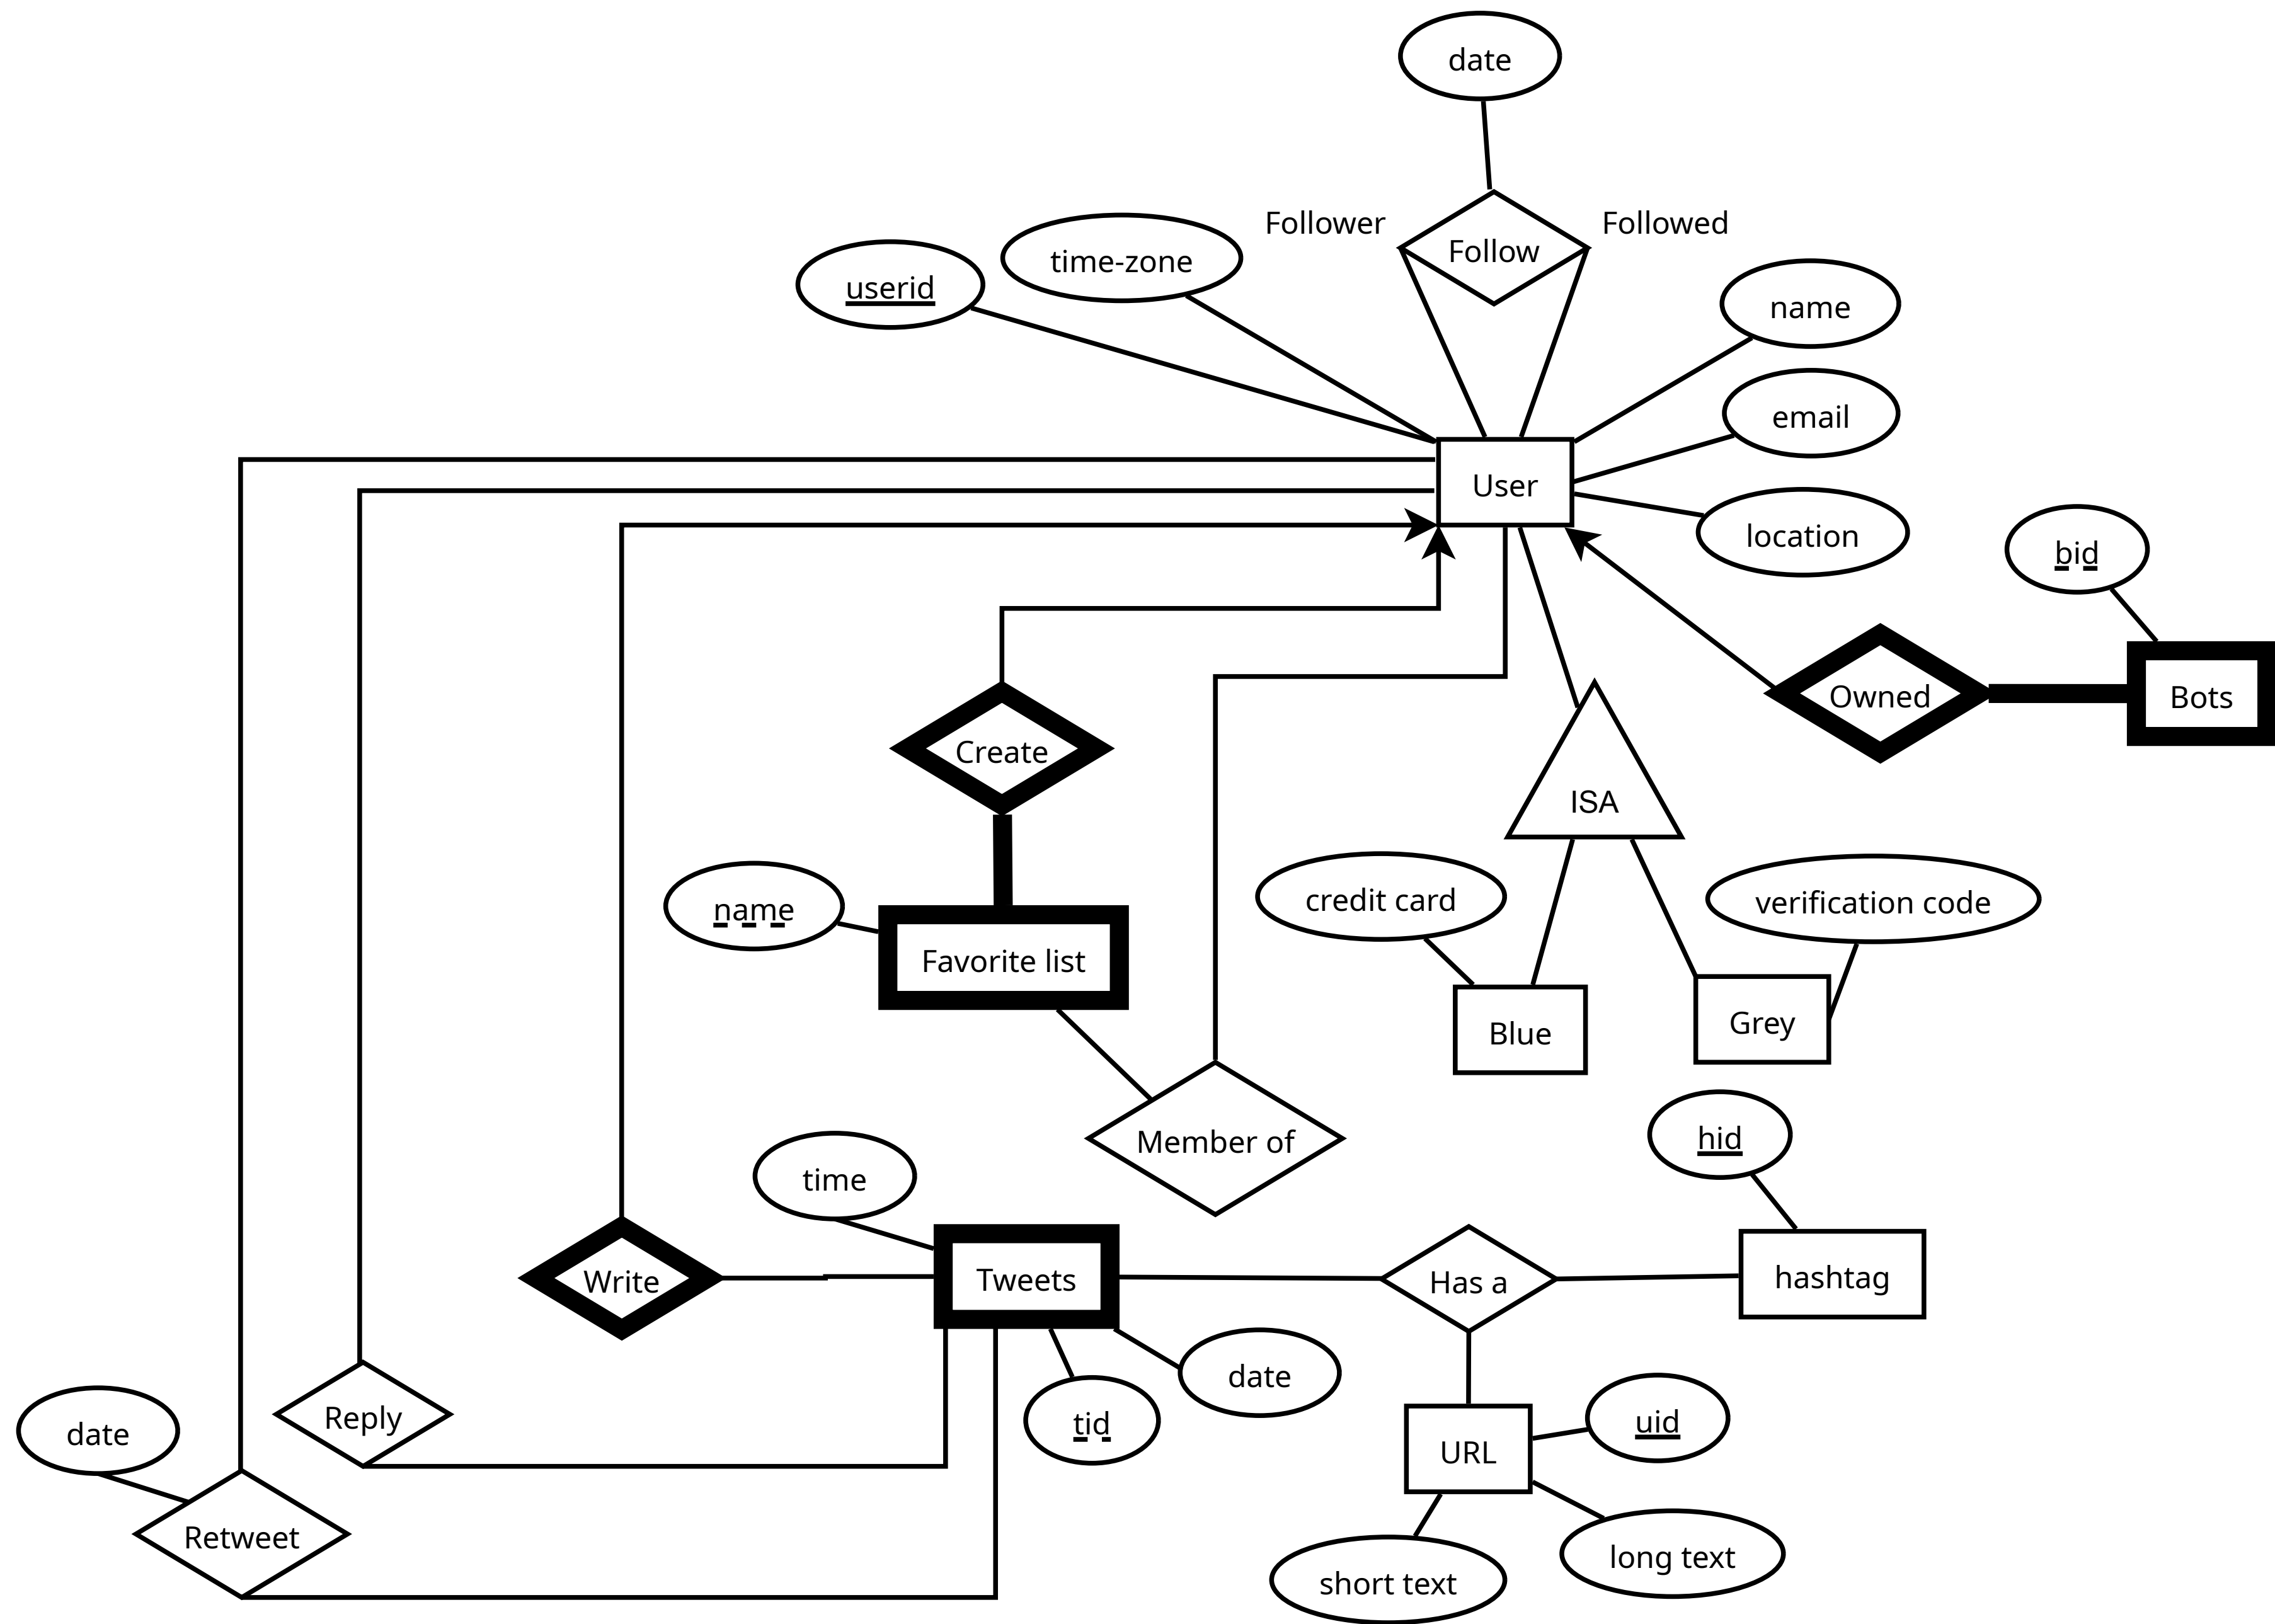 date
Follower
Follow
Followed
time-zone
userid
name
email
User
location
bid
Owned
Bots
Create
ISA
name
credit card
verification code
Favorite list
Blue
Grey
Member of
hid
time
Write
Tweets
Has a
hashtag
date
tid
Reply
date
uid
URL
Retweet
long text
short text